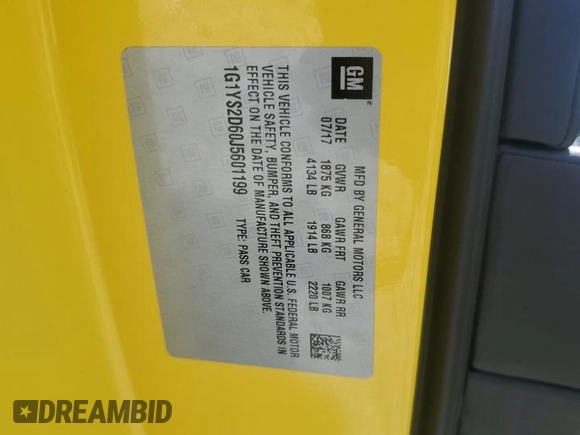 GM
MFD BY GENERAL MOTORS LLC
DATE GVWR GAWR FRT GAWR RR
07/17 1875 KG 868 KG 1007 KG
4134 LB 1914 LB 2220 LB
THIS VEHICLE CONFORMS TO ALL APPLICABLE U.S. FEDERAL MOTOR
VEHICLE SAFETY, BUMPER, AND THEFT PREVENTION STANDARDS IN
EFFECT ON THE DATE OF MANUFACTURE SHOWN ABOVE.
1G1YS2D60J5601199 TYPE: PASS CAR
DREAMBID